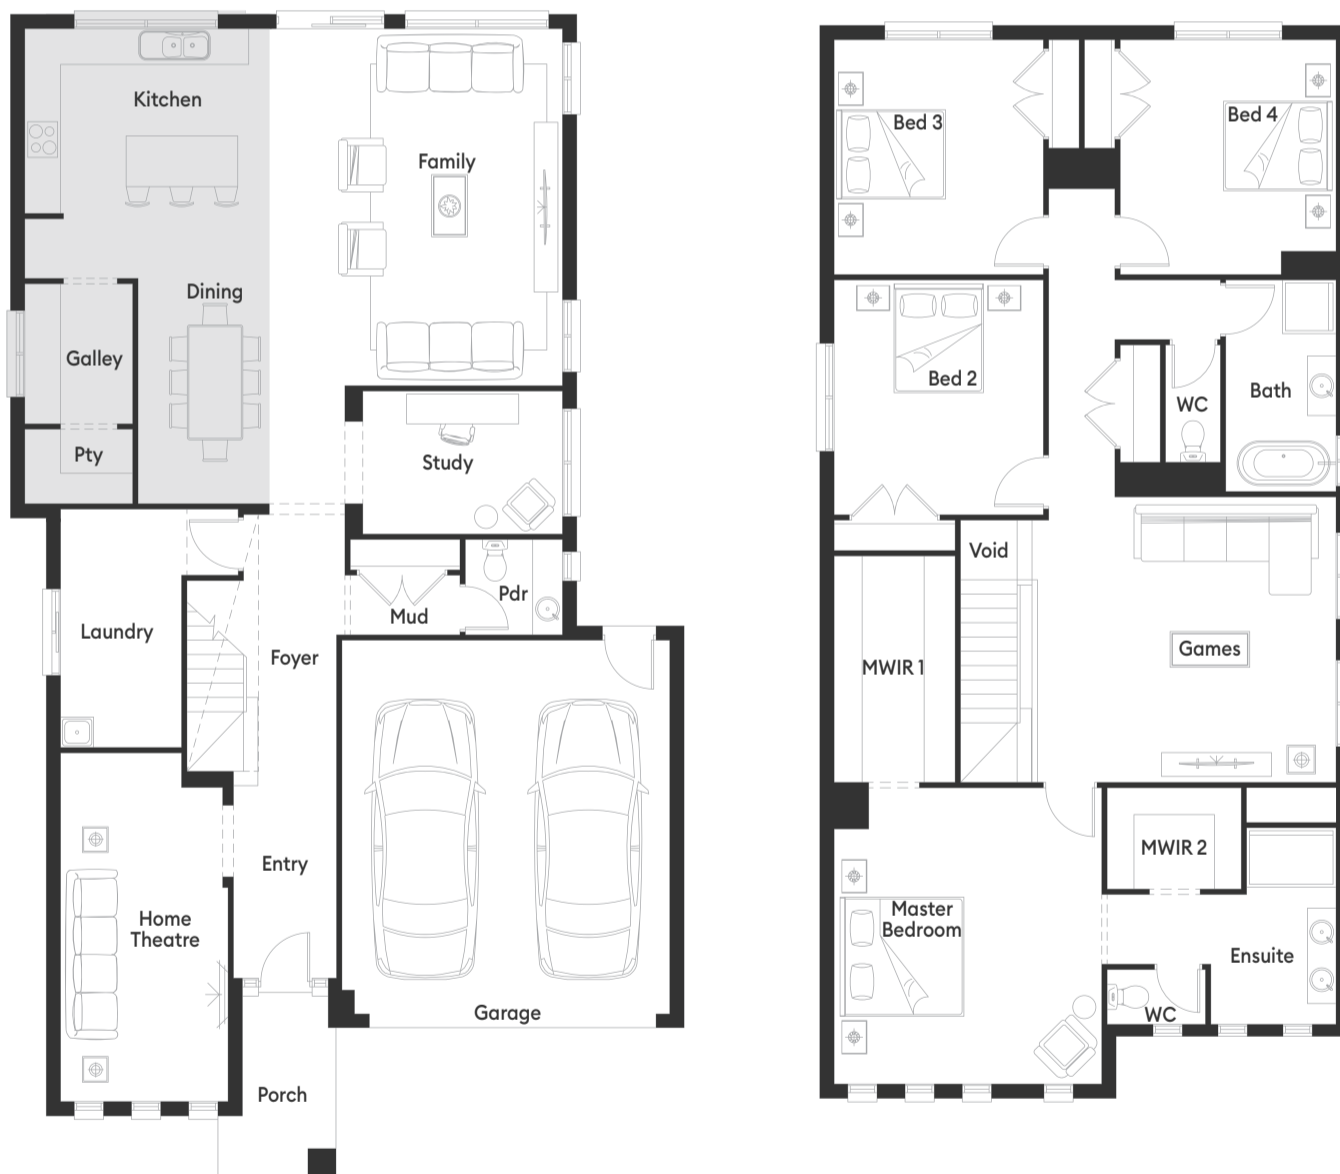 Kitchen
Family
Dining
Galley
Pty
Study
Pdr
Mud
Laundry
Foyer
Entry
Home
Theatre
Garage
Porch
Bed 3
Bed 4
Bed 2
WC
Bath
Void
Games
MWIR 1
MWIR 2
Master
Bedroom
Ensuite
WC